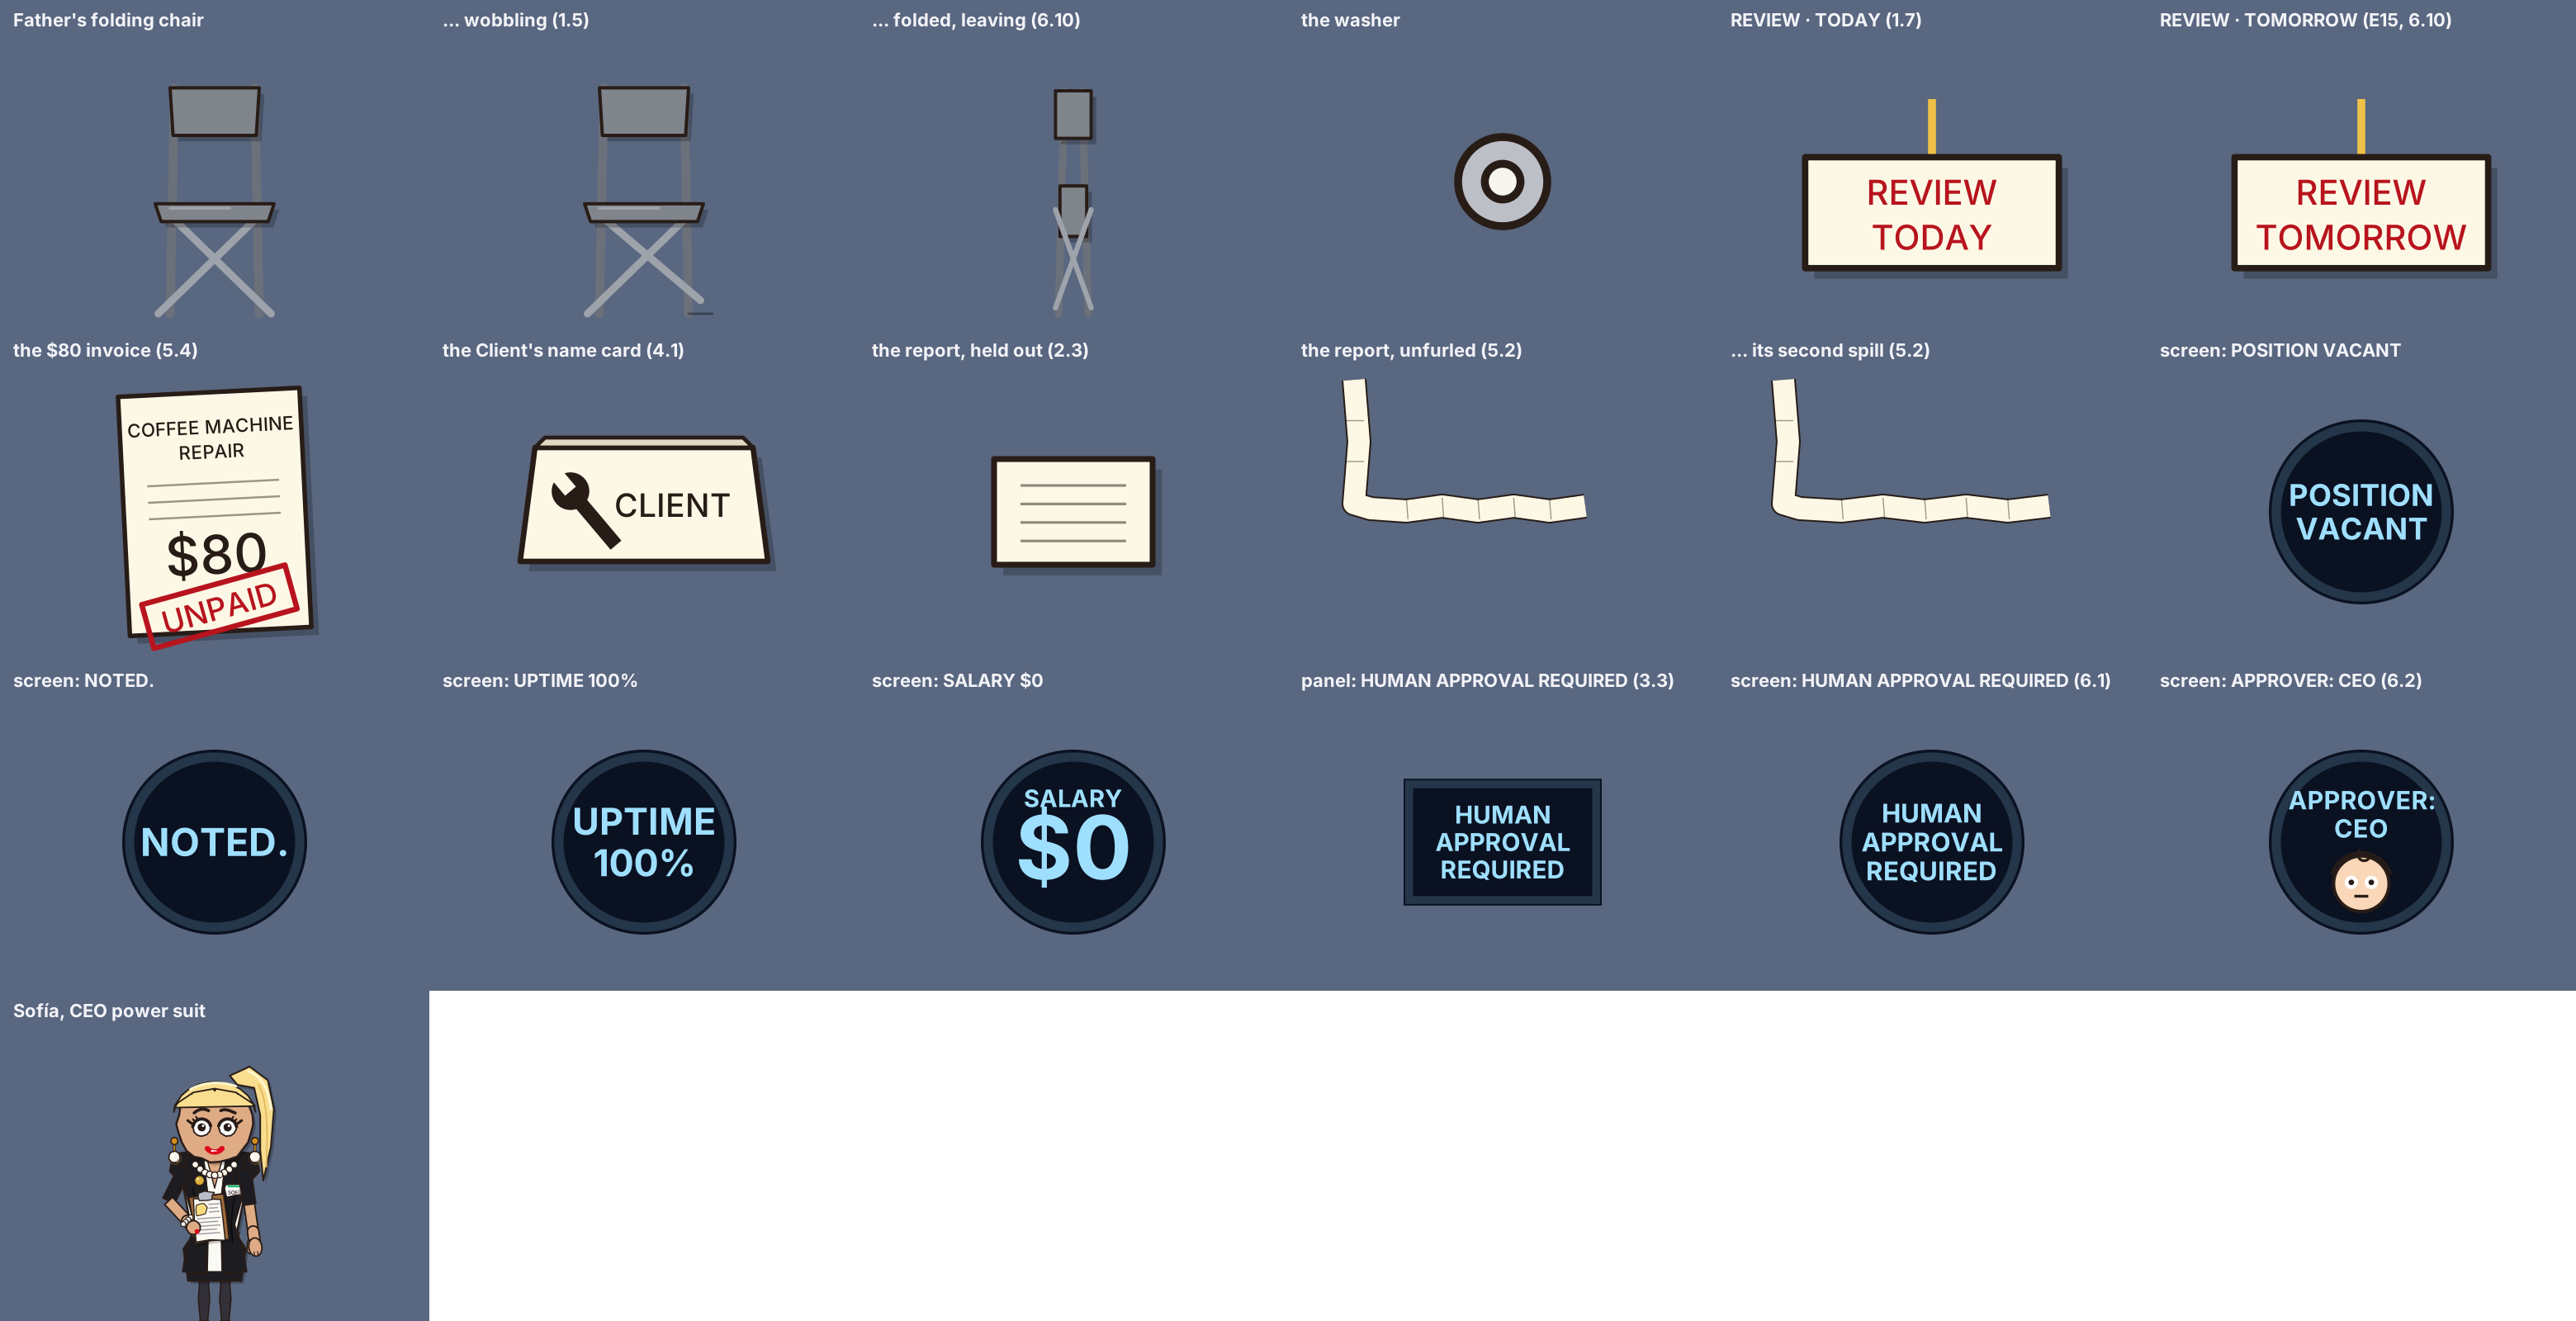 Father's folding chair
... wobbling (1.5)
... folded, leaving (6.10)
the washer
REVIEW · TODAY (1.7)
REVIEW
TODAY
REVIEW · TOMORROW (E15, 6.10)
REVIEW
TOMORROW
the $80 invoice (5.4)
COFFEE MACHINE
REPAIR
$80
UNPAID
the Client's name card (4.1)
CLIENT
the report, held out (2.3)
the report, unfurled (5.2)
... its second spill (5.2)
screen: POSITION VACANT
POSITION
VACANT
screen: NOTED.
NOTED.
screen: UPTIME 100%
UPTIME
100%
screen: SALARY $0
SALARY
$0
panel: HUMAN APPROVAL REQUIRED (3.3)
HUMAN
APPROVAL
REQUIRED
screen: HUMAN APPROVAL REQUIRED (6.1)
HUMAN
APPROVAL
REQUIRED
screen: APPROVER: CEO (6.2)
APPROVER:
CEO
Sofía, CEO power suit